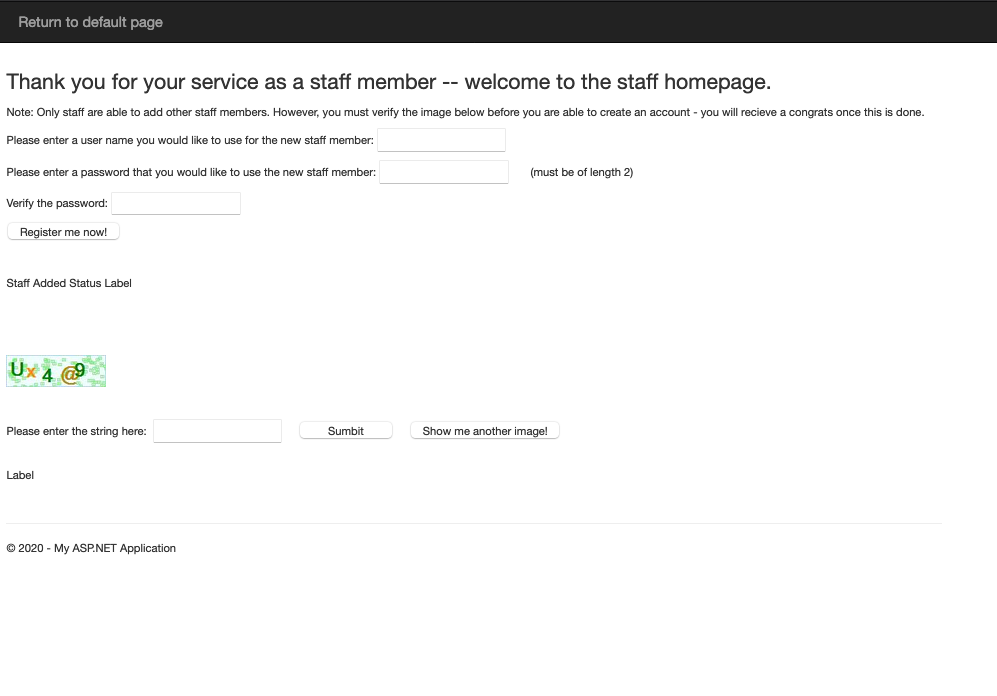 Return to default page
Thank you for your service as a staff member -- welcome to the staff homepage.
Note: Only staff are able to add other staff members. However, you must verify the image below before you are able to create an account - you will recieve a congrats once this is done.
Please enter a user name you would like to use for the new staff member:
Please enter a password that you would like to use the new staff member: (must be of length 2)
Verify the password:
Register me now!
Staff Added Status Label
Ux4@9
Please enter the string here: Sumbit Show me another image!
Label
© 2020 - My ASP.NET Application